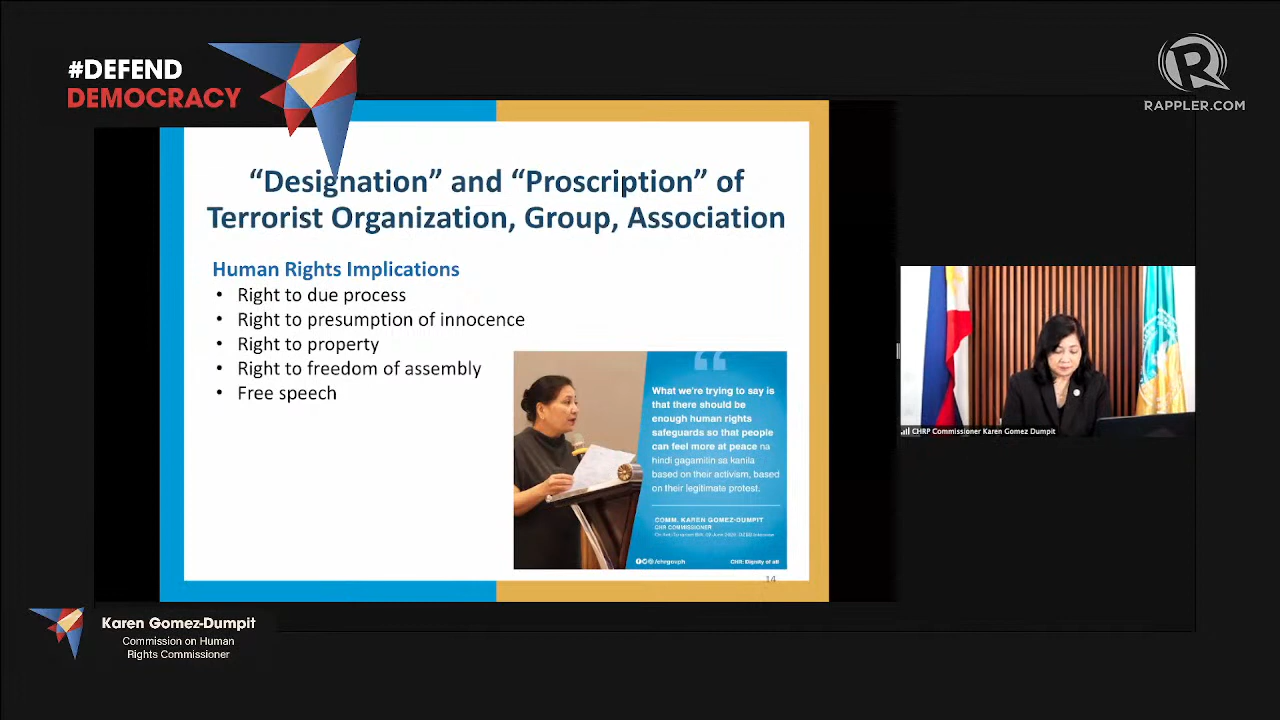 #DEFEND
DEMOCRACY
RAPPLER.COM
“Designation” and “Proscription” of
Terrorist Organization, Group, Association
Human Rights Implications
• Right to due process
• Right to presumption of innocence
• Right to property
• Right to freedom of assembly
• Free speech
What we're trying to say is
that there should be
enough human rights
safeguards so that people
can feel more at peace na
hindi gagamitin sa kanila
based on their activism, based
on their legitimate protest.
COMM. KAREN GOMEZ-DUMPIT
CHR COMMISSIONER
/chrgovph
CHR: Dignity of all
14
CHRP Commissioner Karen Gomez Dumpit
Karen Gomez-Dumpit
Commission on Human
Rights Commissioner